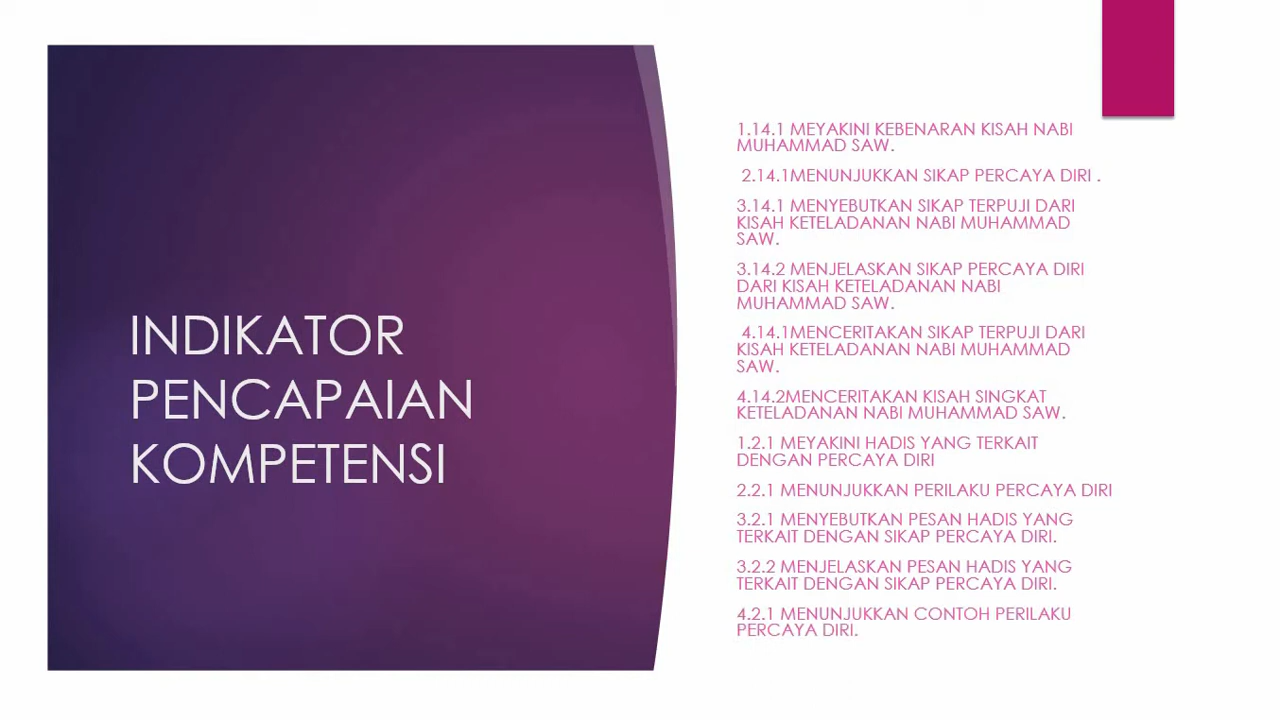 INDIKATOR
PENCAPAIAN
KOMPETENSI
1.14.1 MEYAKINI KEBENARAN KISAH NABI
MUHAMMAD SAW.
2.14.1MENUNJUKKAN SIKAP PERCAYA DIRI .
3.14.1 MENYEBUTKAN SIKAP TERPUJI DARI
KISAH KETELADANAN NABI MUHAMMAD
SAW.
3.14.2 MENJELASKAN SIKAP PERCAYA DIRI
DARI KISAH KETELADANAN NABI
MUHAMMAD SAW.
4.14.1MENCERITAKAN SIKAP TERPUJI DARI
KISAH KETELADANAN NABI MUHAMMAD
SAW.
4.14.2MENCERITAKAN KISAH SINGKAT
KETELADANAN NABI MUHAMMAD SAW.
1.2.1 MEYAKINI HADIS YANG TERKAIT
DENGAN PERCAYA DIRI
2.2.1 MENUNJUKKAN PERILAKU PERCAYA DIRI
3.2.1 MENYEBUTKAN PESAN HADIS YANG
TERKAIT DENGAN SIKAP PERCAYA DIRI.
3.2.2 MENJELASKAN PESAN HADIS YANG
TERKAIT DENGAN SIKAP PERCAYA DIRI.
4.2.1 MENUNJUKKAN CONTOH PERILAKU
PERCAYA DIRI.